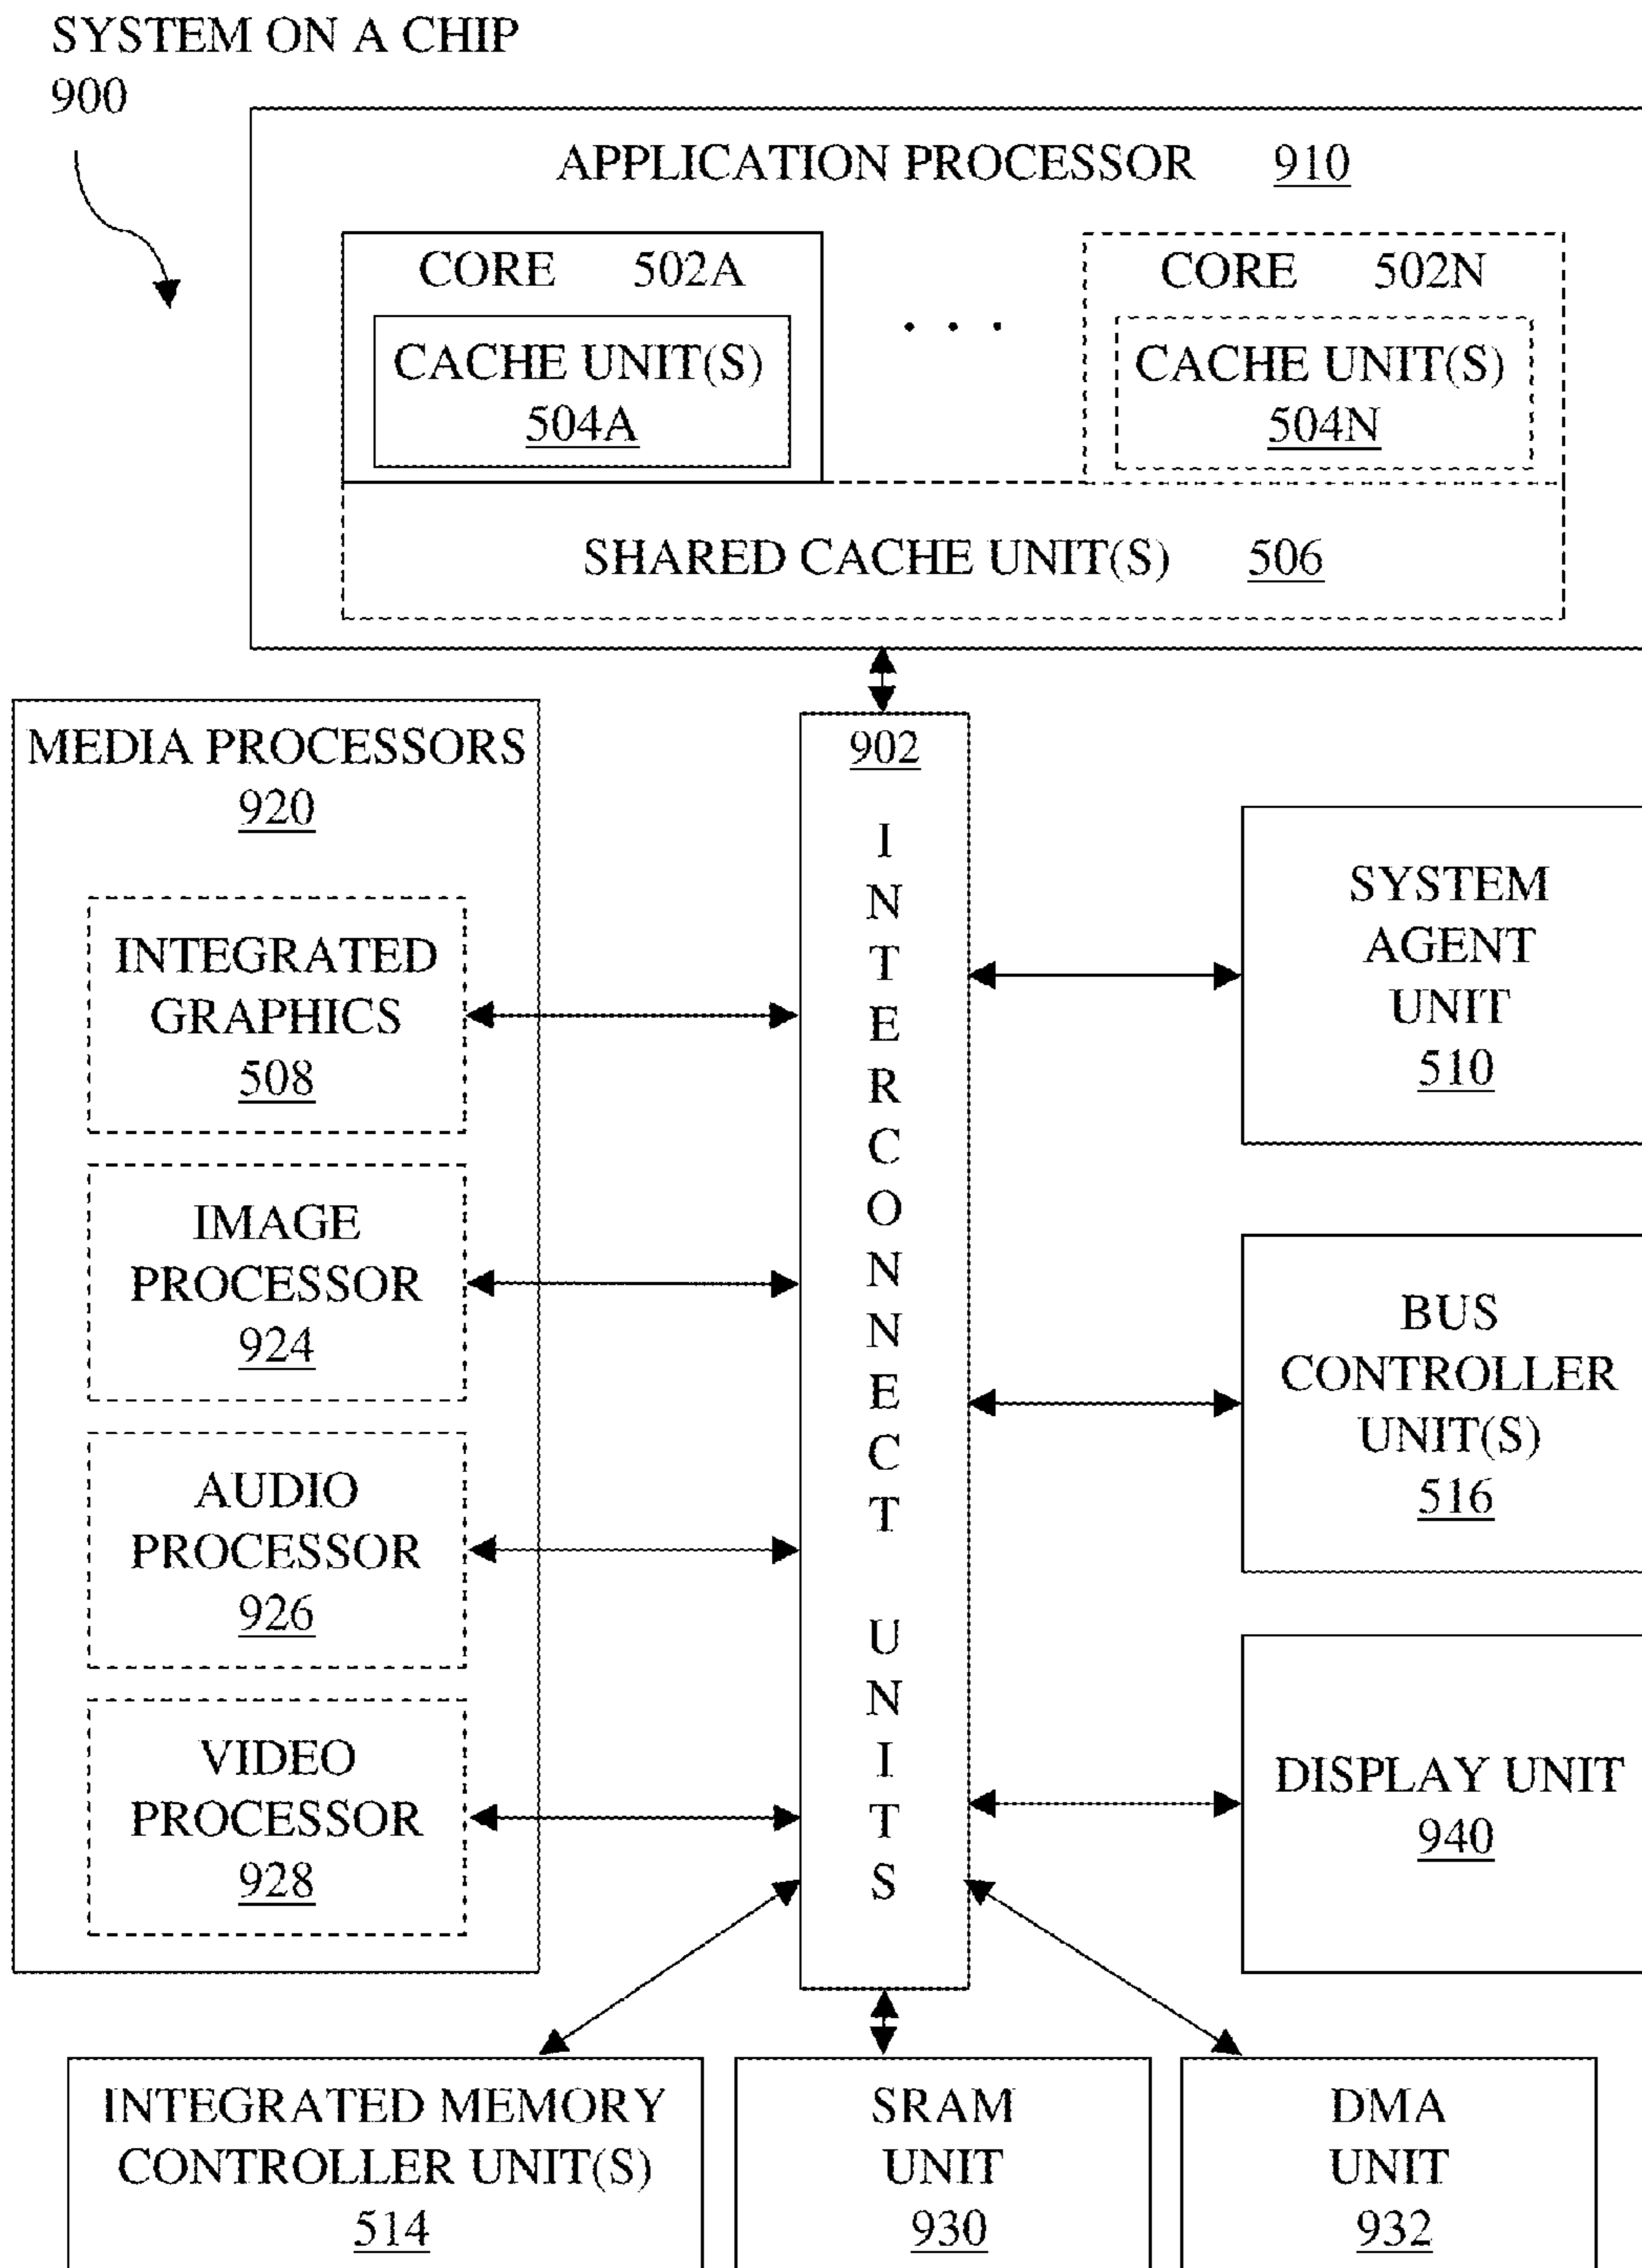 SYSTEM ON A CHIP
900
APPLICATION PROCESSOR 910
CORE 502A
CACHE UNIT(S)
504A
. . .
CORE 502N
CACHE UNIT(S)
504N
SHARED CACHE UNIT(S) 506
MEDIA PROCESSORS
920
INTEGRATED
GRAPHICS
508
IMAGE
PROCESSOR
924
AUDIO
PROCESSOR
926
VIDEO
PROCESSOR
928
902
INTERCONNECT UNITS
SYSTEM
AGENT
UNIT
510
BUS
CONTROLLER
UNIT(S)
516
DISPLAY UNIT
940
INTEGRATED MEMORY
CONTROLLER UNIT(S)
514
SRAM
UNIT
930
DMA
UNIT
932